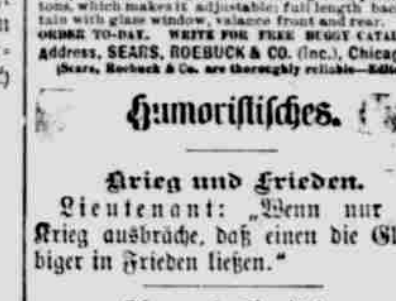 tons, which makes it adjustable; full length bac
tain with glass window, valance front and rear.
ORDER TO-DAY. WRITE FOR FREE BUGGY CATAL
Address, SEARS, ROEBUCK & CO. (Inc.), Chicag
(Sears, Roebuck & Co. are thoroughly reliable—Edit
Humoristisches.
Krieg und Frieden.
Lieutenant: „Wenn nur
Krieg ausbräche, daß einen die Gl
biger in Frieden ließen.“